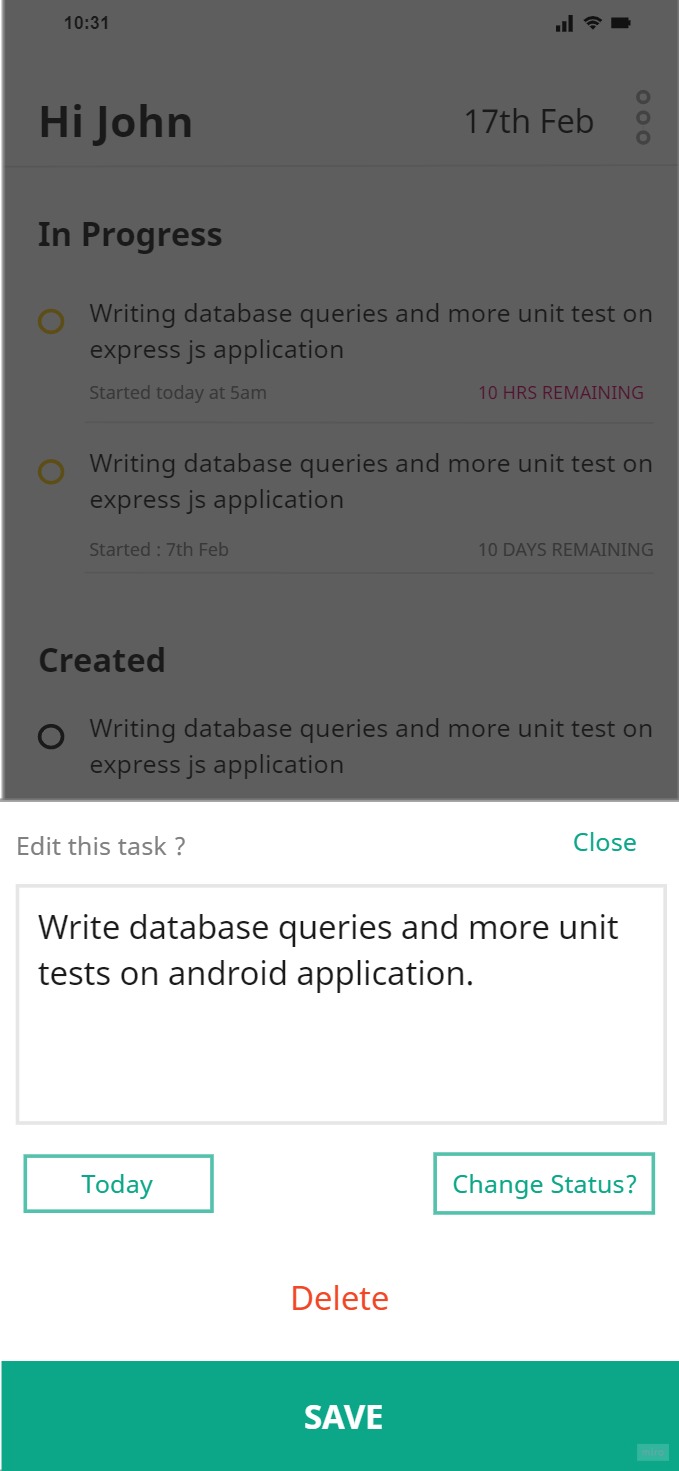 10:31
Hi John
17th Feb
In Progress
Writing database queries and more unit test on
express js application
Started today at 5am
10 HRS REMAINING
Writing database queries and more unit test on
express js application
Started : 7th Feb
10 DAYS REMAINING
Created
Writing database queries and more unit test on
express js application
Edit this task ?
Close
Write database queries and more unit
tests on android application.
Today
Change Status?
Delete
SAVE